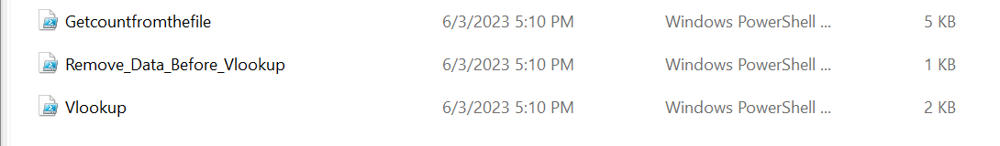 Getcountfromthefile 6/3/2023 5:10 PM Windows PowerShell ... 5 KB
Remove_Data_Before_Vlookup 6/3/2023 5:10 PM Windows PowerShell ... 1 KB
Vlookup 6/3/2023 5:10 PM Windows PowerShell ... 2 KB